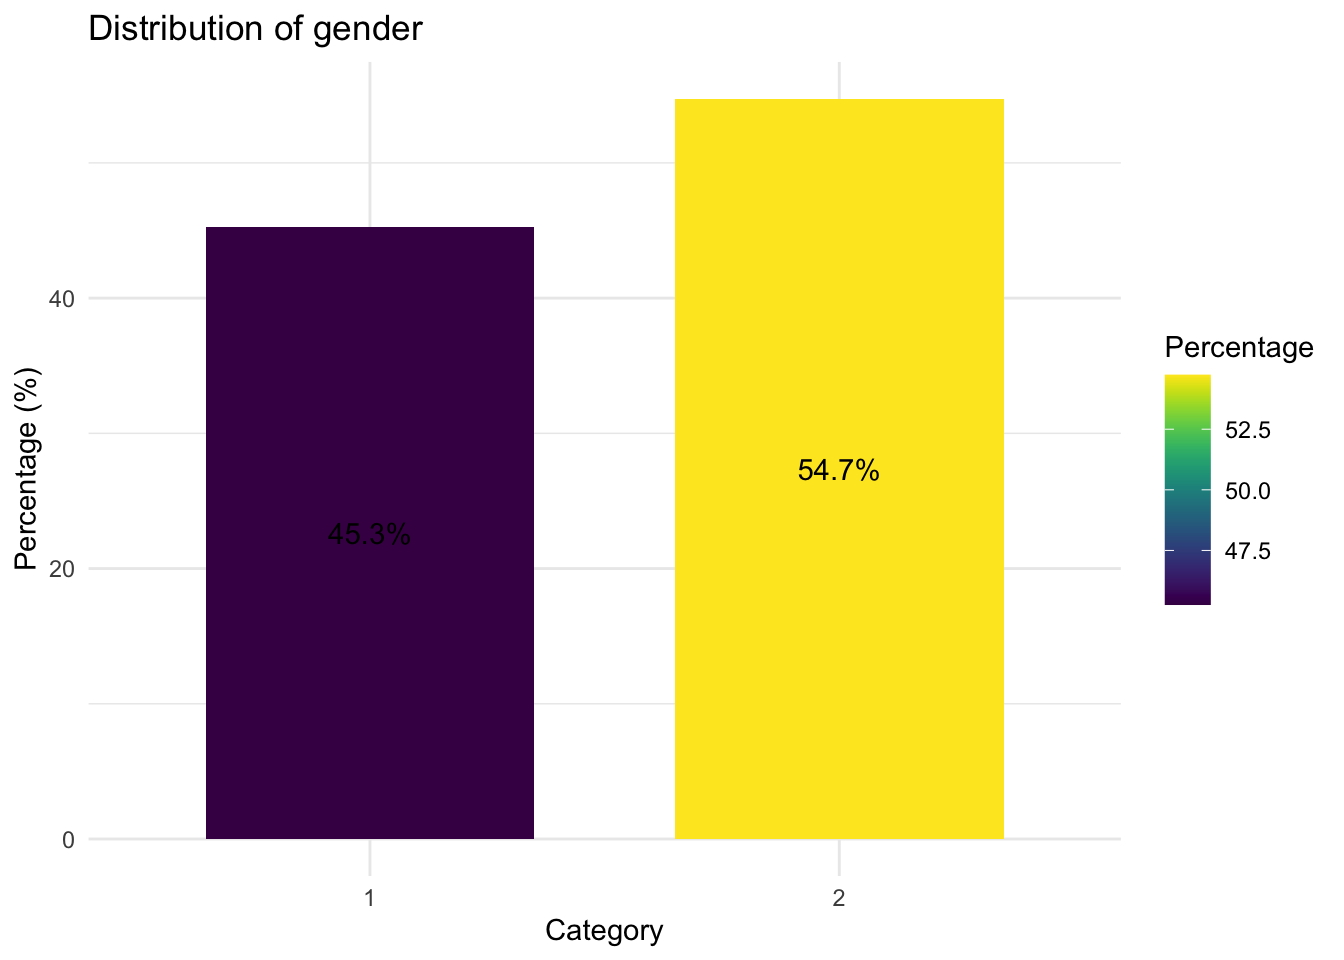 Distribution of gender
Percentage (%)
40
20
0
45.3%
54.7%
1
2
Category
Percentage
52.5
50.0
47.5